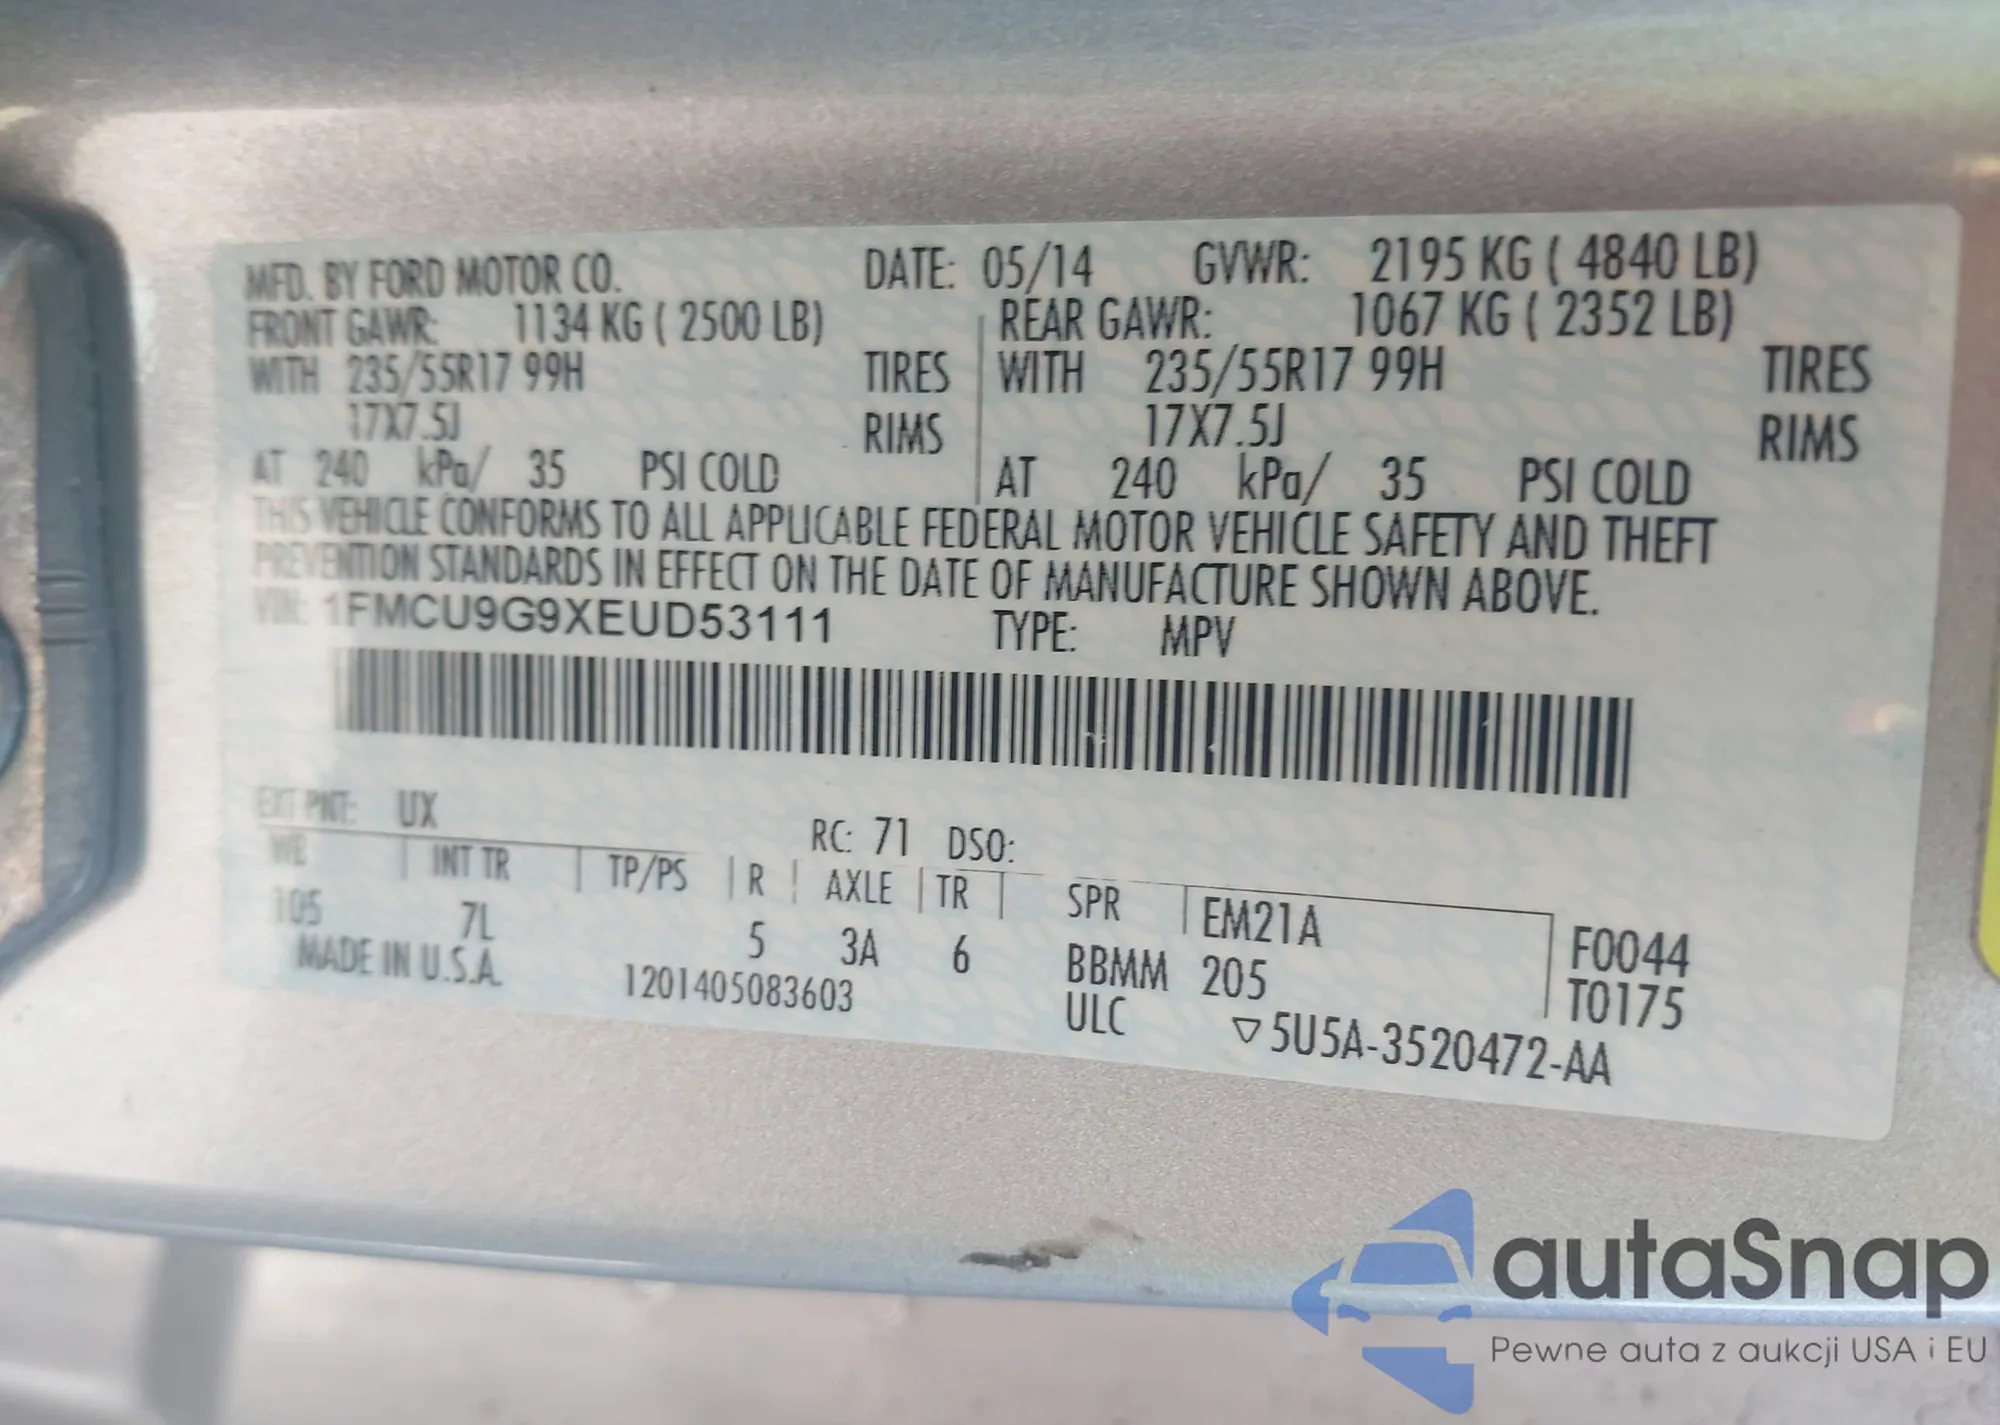 MFD. BY FORD MOTOR CO. DATE: 05/14 GVWR: 2195 KG ( 4840 LB)
FRONT GAWR: 1134 KG ( 2500 LB) REAR GAWR: 1067 KG ( 2352 LB)
WITH 235/55R17 99H TIRES WITH 235/55R17 99H TIRES
17X7.5J RIMS 17X7.5J RIMS
AT 240 kPa/ 35 PSI COLD AT 240 kPa/ 35 PSI COLD
THIS VEHICLE CONFORMS TO ALL APPLICABLE FEDERAL MOTOR VEHICLE SAFETY AND THEFT
PREVENTION STANDARDS IN EFFECT ON THE DATE OF MANUFACTURE SHOWN ABOVE.
VIN: 1FMCU9G9XEUD53111 TYPE: MPV
EXT PNT: UX RC: 71 DSO:
WB INT TR TP/PS R AXLE TR SPR EM21A F0044
105 7L 5 3A 6 BBMM 205 T0175
MADE IN U.S.A. 1201405083603 ULC ▽5U5A-3520472-AA
autaSnap
Pewne auta z aukcji USA i EU